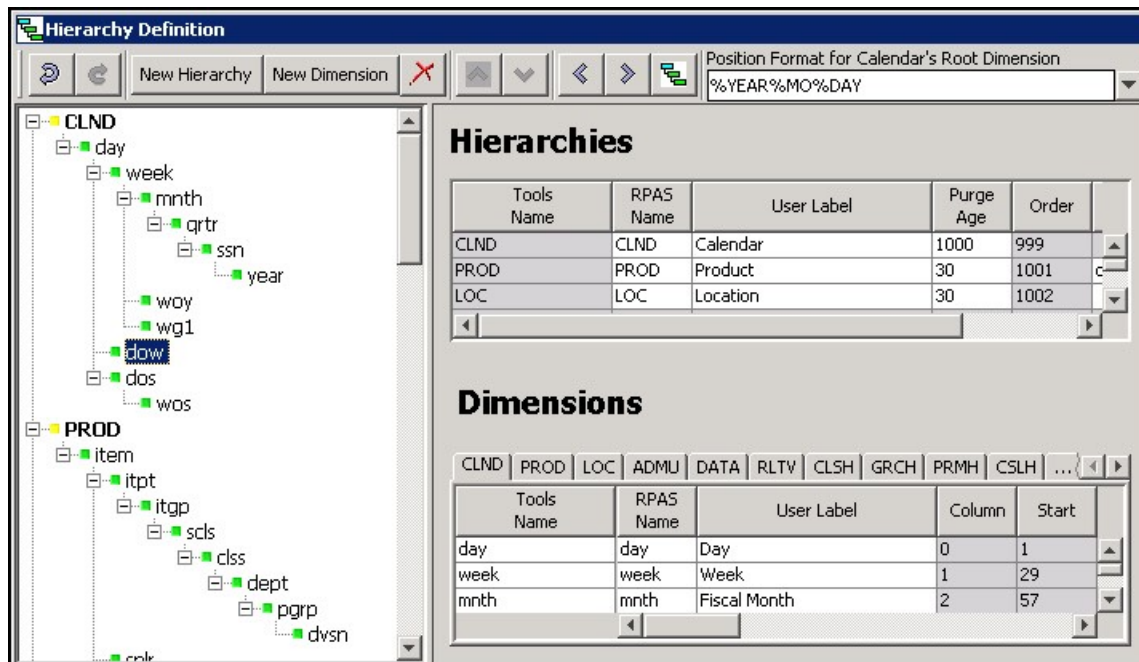 Hierarchy Definition
New Hierarchy New Dimension
Position Format for Calendar's Root Dimension
%YEAR%MO%DAY
CLND
day
week
mnth
qrtr
ssn
year
woy
wg1
dow
dos
wos
PROD
item
itpt
itgp
scls
clss
dept
pgrp
dvsn
Hierarchies
Tools Name RPAS Name User Label Purge Age Order
CLND CLND Calendar 1000 999
PROD PROD Product 30 1001
LOC LOC Location 30 1002
Dimensions
CLND PROD LOC ADMU DATA RLTV CLSH GRCH PRMH CSLH ...
Tools Name RPAS Name User Label Column Start
day day Day 0 1
week week Week 1 29
mnth mnth Fiscal Month 2 57